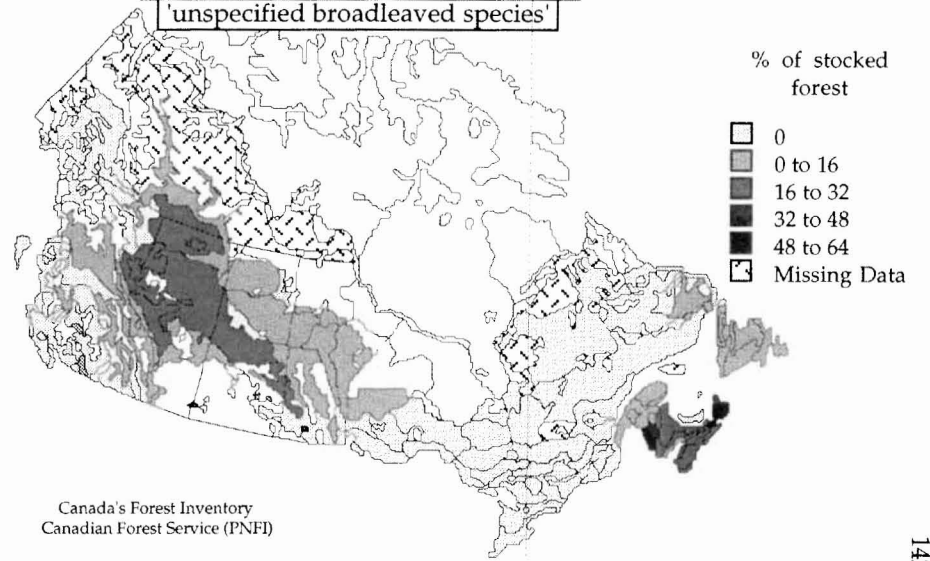 'unspecified broadleaved species'
% of stocked
forest
0
0 to 16
16 to 32
32 to 48
48 to 64
Missing Data
Canada's Forest Inventory
Canadian Forest Service (PNFI)